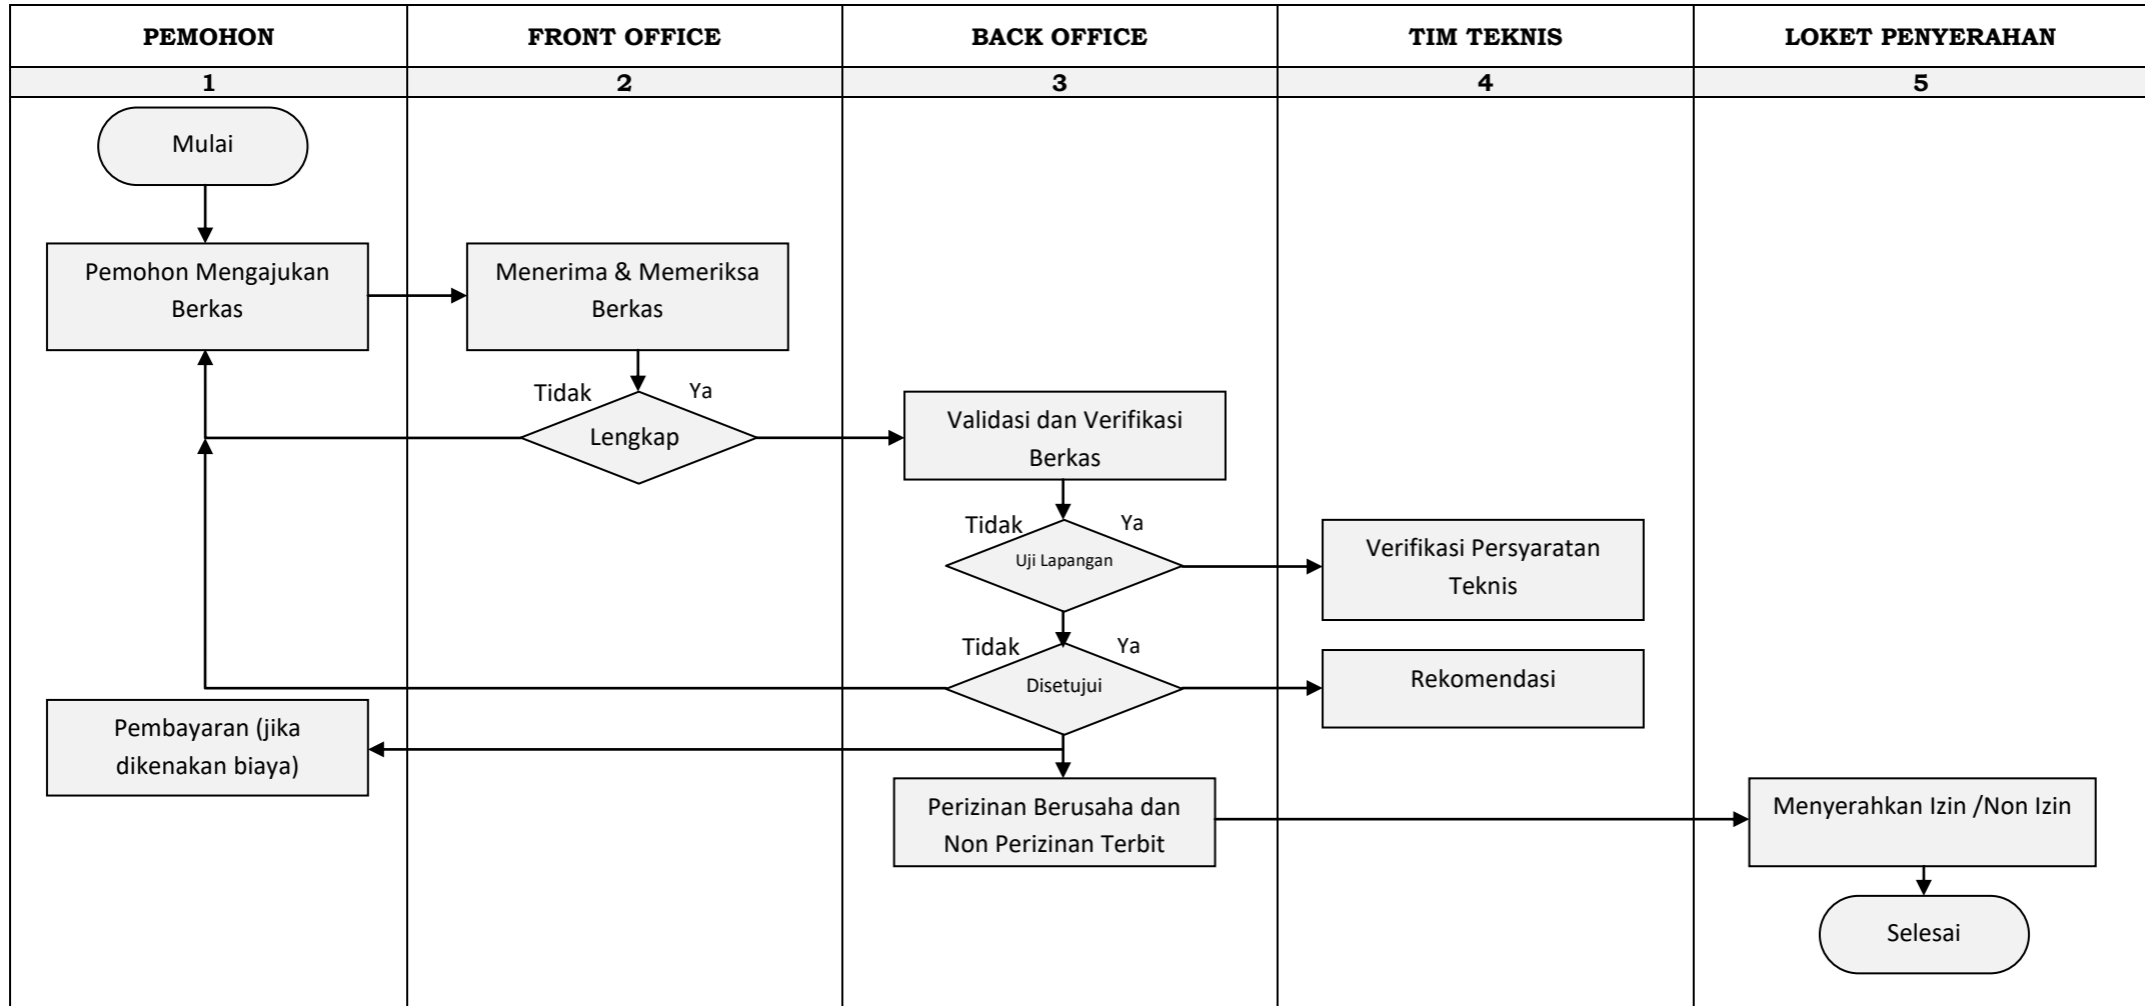 PEMOHON
FRONT OFFICE
BACK OFFICE
TIM TEKNIS
LOKET PENYERAHAN
1
2
3
4
5
Mulai
Pemohon Mengajukan
Berkas
Menerima & Memeriksa
Berkas
Tidak
Ya
Lengkap
Validasi dan Verifikasi
Berkas
Tidak
Ya
Uji Lapangan
Verifikasi Persyaratan
Teknis
Tidak
Ya
Disetujui
Rekomendasi
Pembayaran (jika
dikenakan biaya)
Perizinan Berusaha dan
Non Perizinan Terbit
Menyerahkan Izin /Non Izin
Selesai